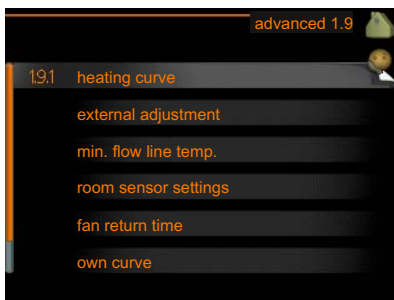 advanced 1.9
1.9.1 heating curve
external adjustment
min. flow line temp.
room sensor settings
fan return time
own curve